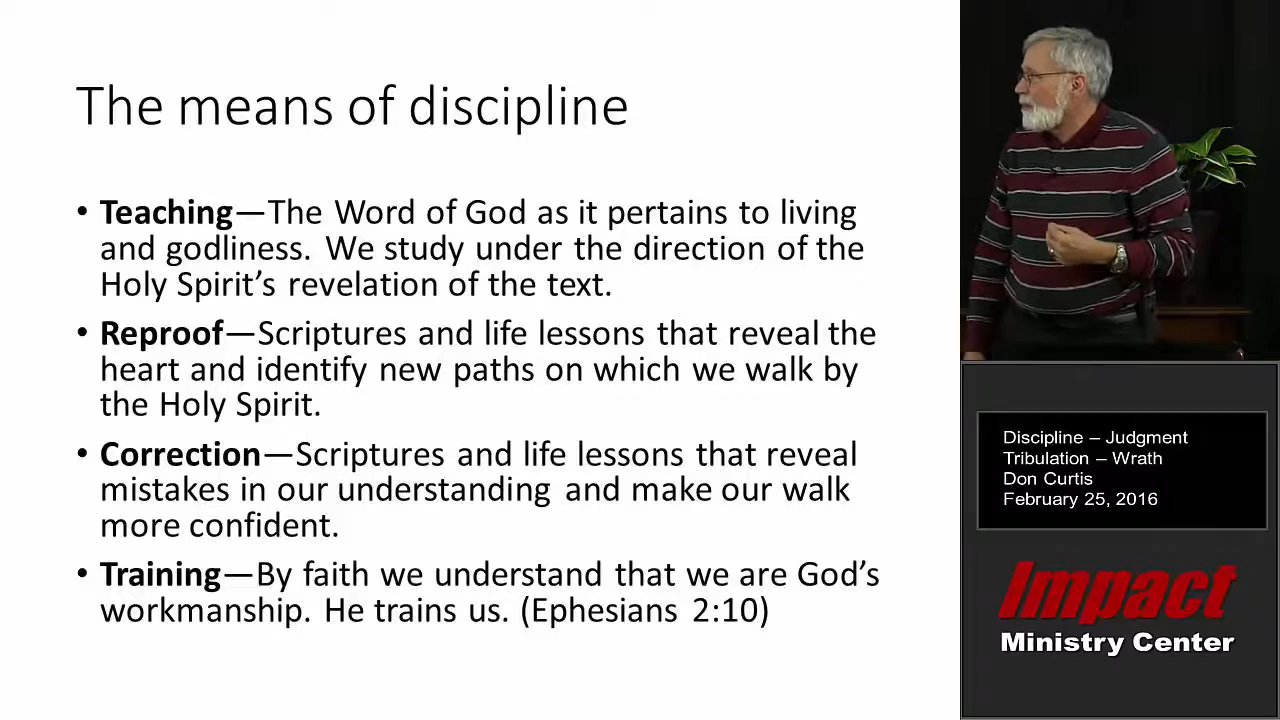 The means of discipline
• Teaching—The Word of God as it pertains to living
and godliness. We study under the direction of the
Holy Spirit's revelation of the text.
• Reproof—Scriptures and life lessons that reveal the
heart and identify new paths on which we walk by
the Holy Spirit.
• Correction—Scriptures and life lessons that reveal
mistakes in our understanding and make our walk
more confident.
• Training—By faith we understand that we are God's
workmanship. He trains us. (Ephesians 2:10)
Discipline – Judgment
Tribulation – Wrath
Don Curtis
February 25, 2016
Impact
Ministry Center